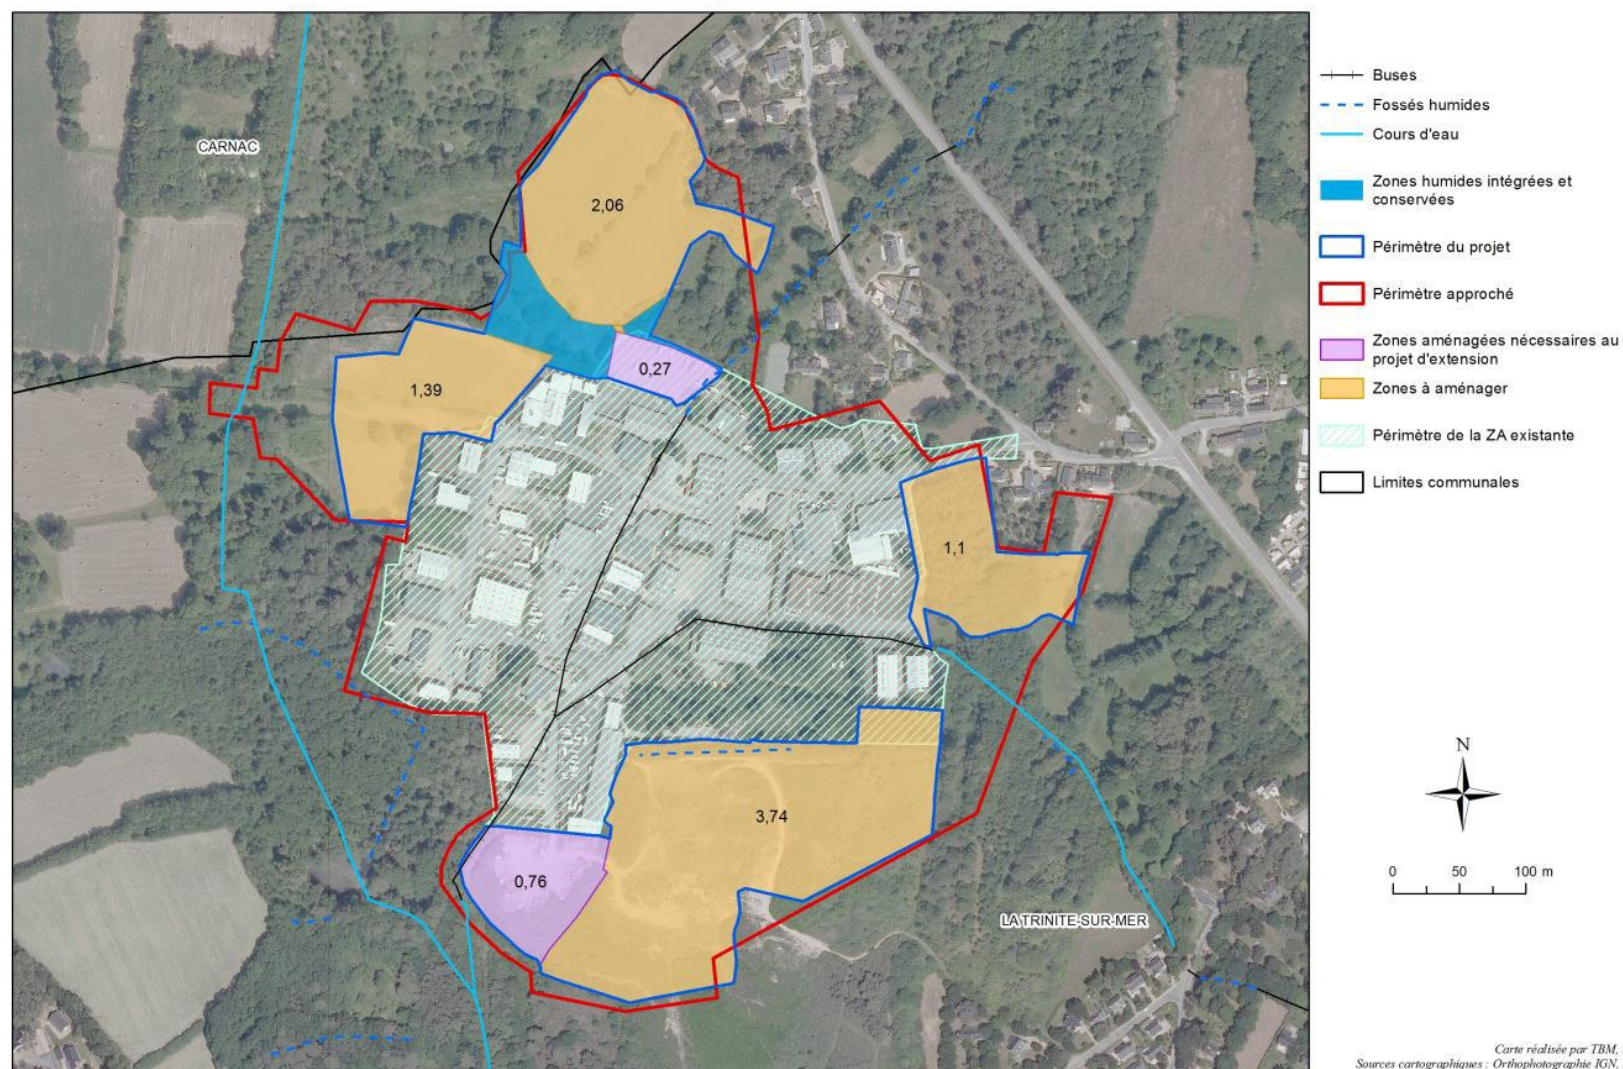 CARNAC
2,06
1,39
0,27
1,1
3,74
0,76
LA TRINITE-SUR-MER
Buses
Fossés humides
Cours d'eau
Zones humides intégrées et
conservées
Périmètre du projet
Périmètre approché
Zones aménagées nécessaires au
projet d'extension
Zones à aménager
Périmètre de la ZA existante
Limites communales
N
0 50 100 m
Carte réalisée par TBM,
Sources cartographiques : Orthophotographie IGN,